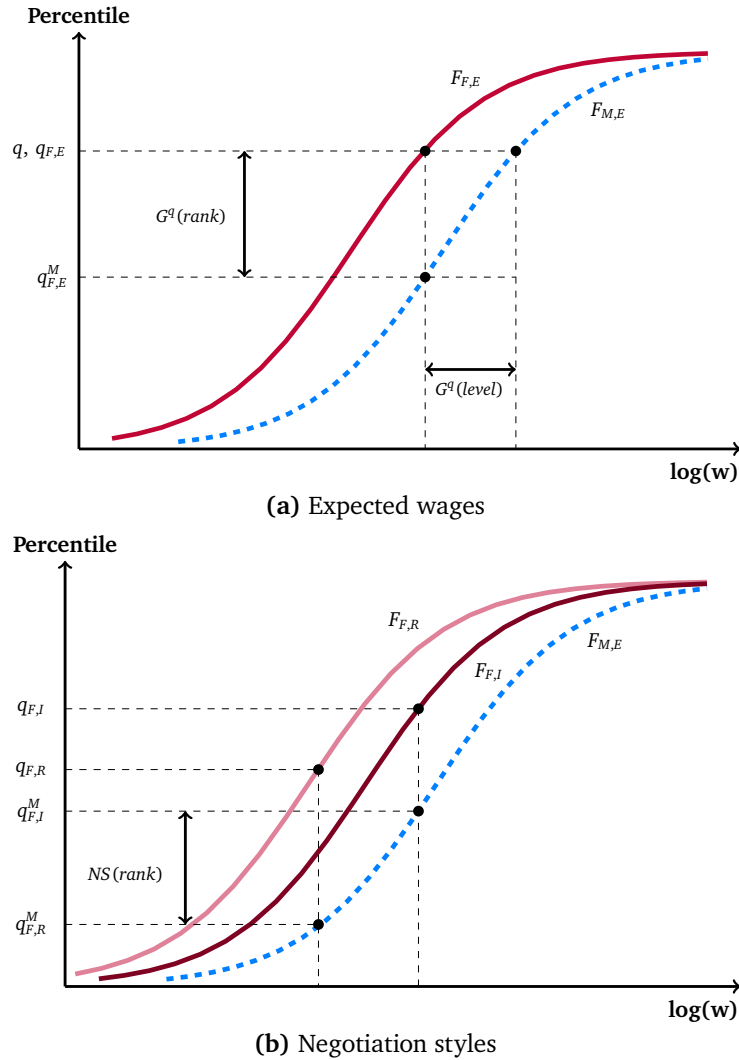 Percentile
F_{F,E}
F_{M,E}
q, q_{F,E}
G^q(rank)
q^M_{F,E}
G^q(level)
log(w)
(a) Expected wages
Percentile
F_{F,R}
F_{M,E}
F_{F,I}
q_{F,I}
q_{F,R}
q^M_{F,I}
NS(rank)
q^M_{F,R}
log(w)
(b) Negotiation styles